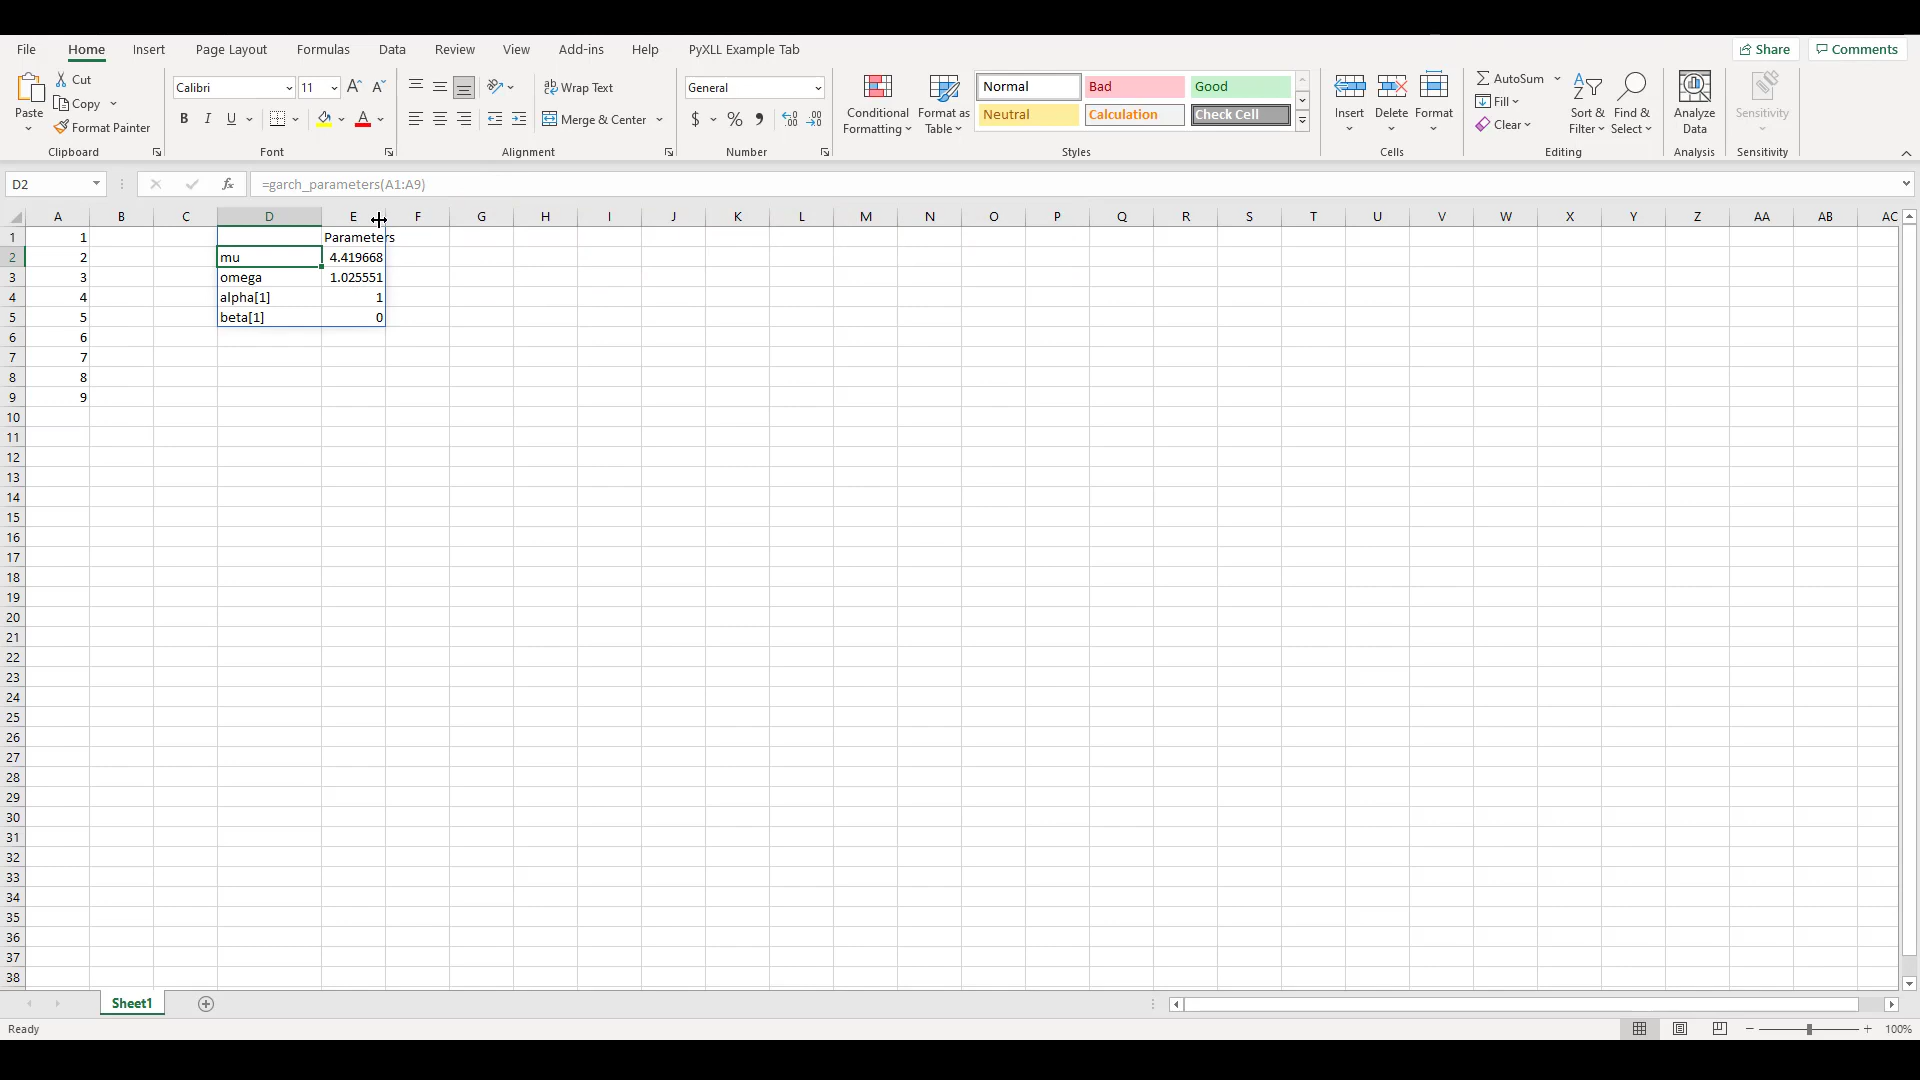 File Home Insert Page Layout Formulas Data Review View Add-ins Help PyXLL Example Tab Share Comments
Paste Cut Copy Format Painter
Calibri 11 A A B I U A
Wrap Text Merge & Center
General $ % 9
Conditional Formatting Format as Table
Normal Bad Good
Neutral Calculation Check Cell
Insert Delete Format
AutoSum Fill Clear
Sort & Filter Find & Select
Analyze Data Sensitivity
Clipboard Font Alignment Number Styles Cells Editing Analysis Sensitivity
D2 fx =garch_parameters(A1:A9)
A B C D E F G H I J K L M N O P Q R S T U V W X Y Z AA AB AC
1 1 Parameters
2 2 mu 4.419668
3 3 omega 1.025551
4 4 alpha[1] 1
5 5 beta[1] 0
6 6
7 7
8 8
9 9
10
11
12
13
14
15
16
17
18
19
20
21
22
23
24
25
26
27
28
29
30
31
32
33
34
35
36
37
38
Sheet1
Ready 100%